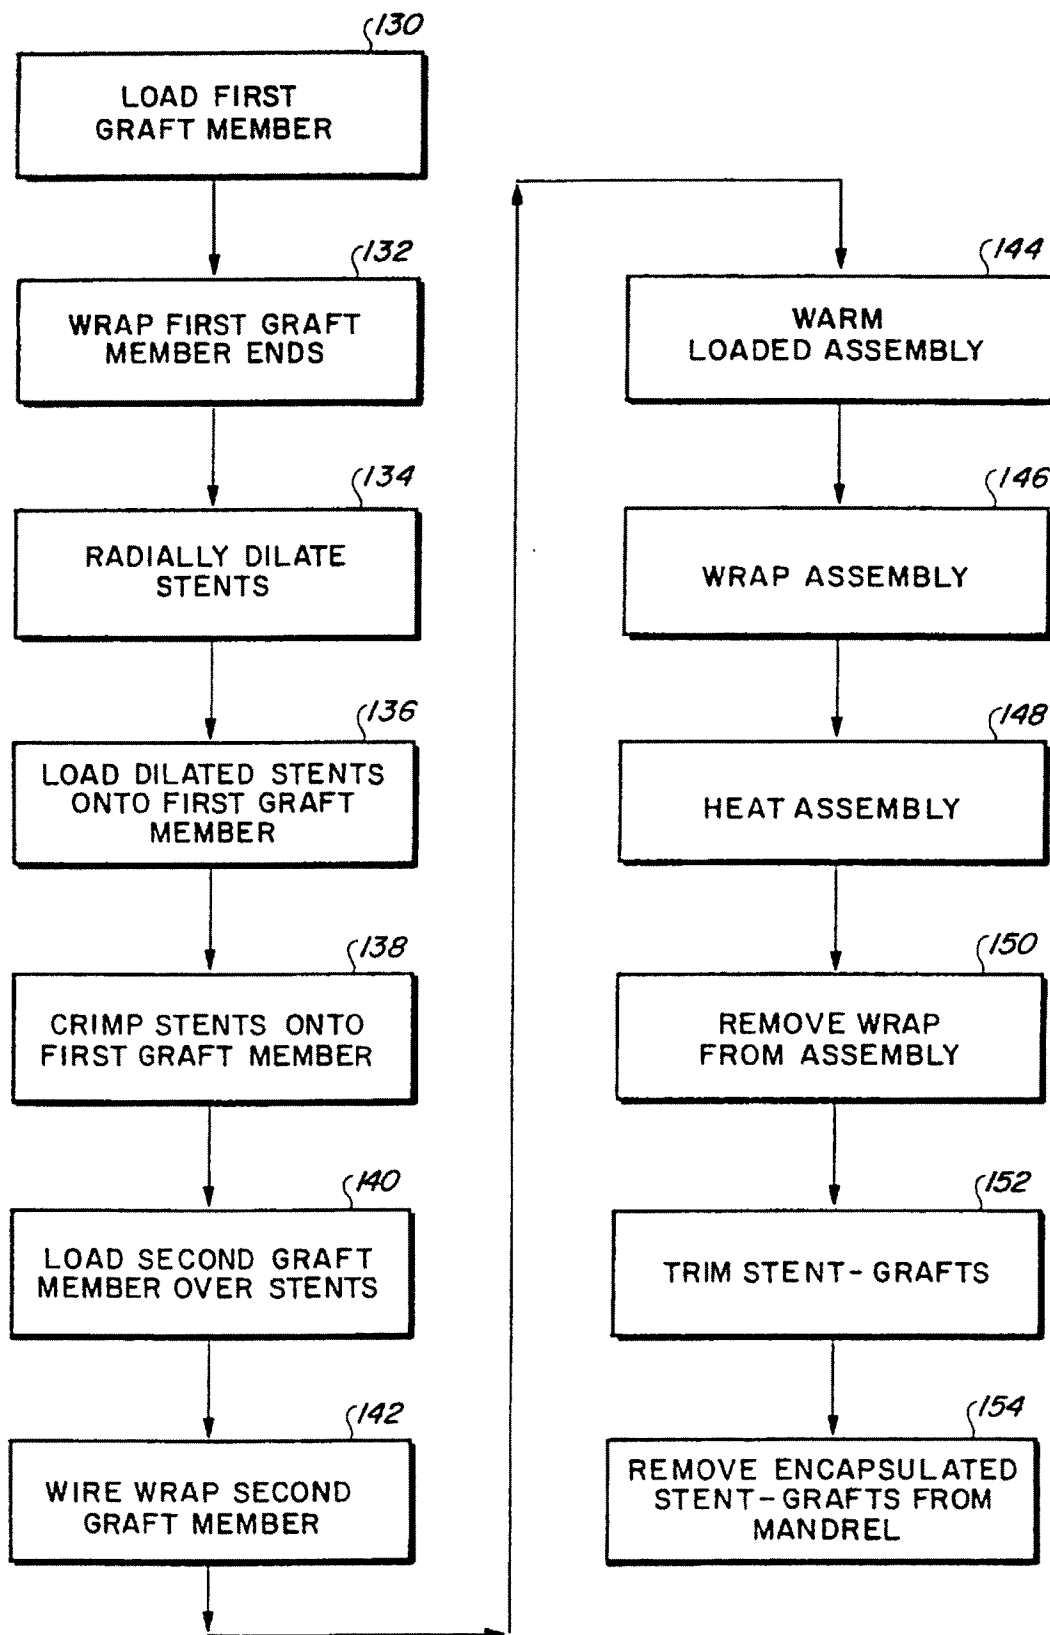 130
LOAD FIRST
GRAFT MEMBER
132
WRAP FIRST GRAFT
MEMBER ENDS
134
RADIALLY DILATE
STENTS
136
LOAD DILATED STENTS
ONTO FIRST GRAFT
MEMBER
138
CRIMP STENTS ONTO
FIRST GRAFT MEMBER
140
LOAD SECOND GRAFT
MEMBER OVER STENTS
142
WIRE WRAP SECOND
GRAFT MEMBER
144
WARM
LOADED ASSEMBLY
146
WRAP ASSEMBLY
148
HEAT ASSEMBLY
150
REMOVE WRAP
FROM ASSEMBLY
152
TRIM STENT-GRAFTS
154
REMOVE ENCAPSULATED
STENT-GRAFTS FROM
MANDREL